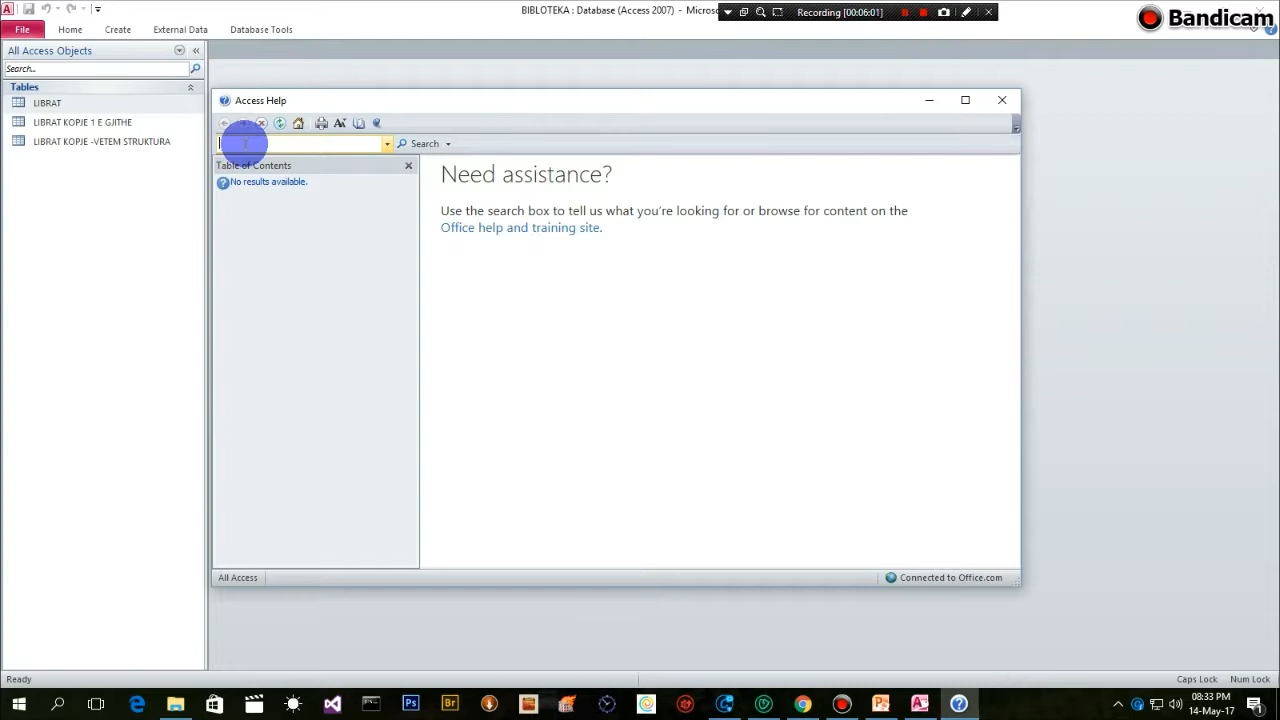 BIBLOTEKA : Database (Access 2007) - Micros
Recording [00:06:01]
Bandicam
File
Home
Create
External Data
Database Tools
All Access Objects
Search..
Tables
LIBRAT
LIBRAT KOPJE 1 E GJITHE
LIBRAT KOPJE -VETEM STRUKTURA
Access Help
Search
Table of Contents
No results available.
Need assistance?
Use the search box to tell us what you're looking for or browse for content on the
Office help and training site.
All Access
Connected to Office.com
Ready
Caps Lock
Num Lock
08:33 PM
14-May-17